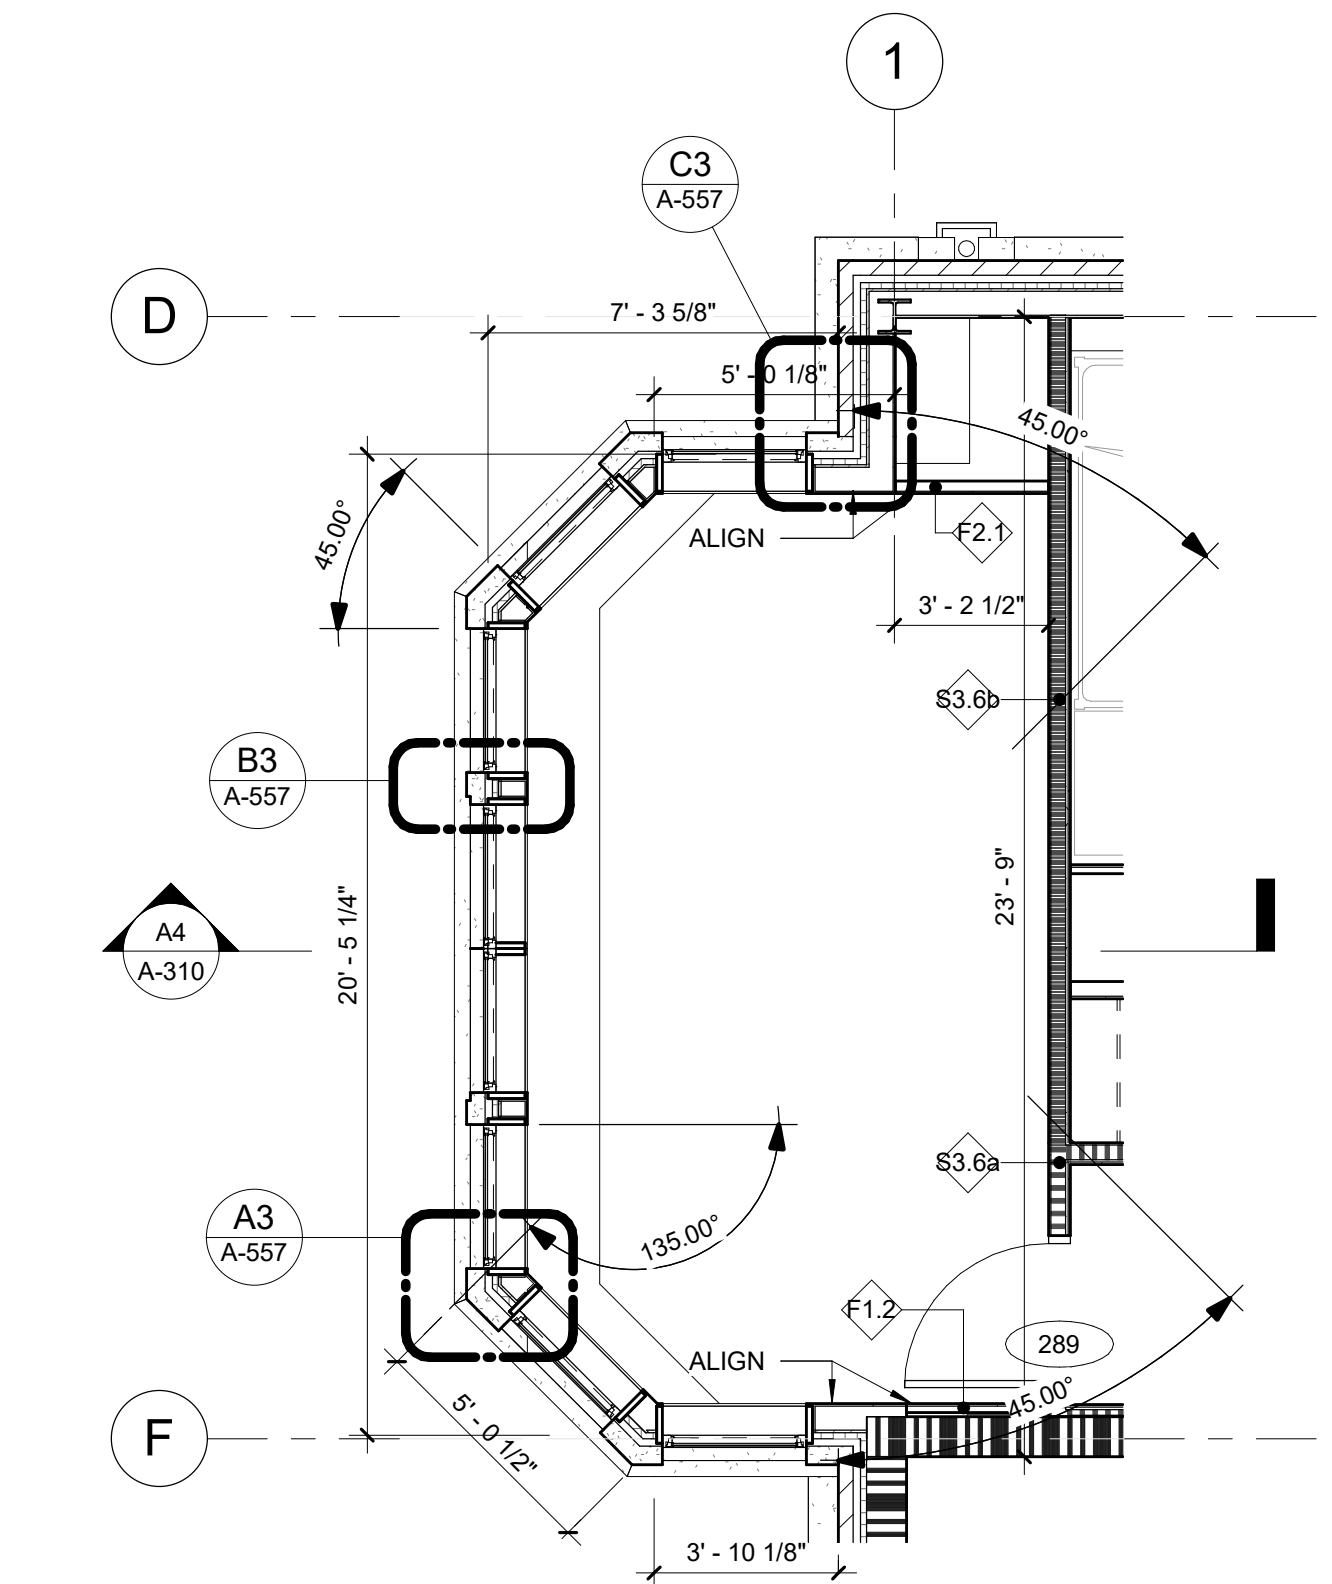 1
C3
A-557
D
7' - 3 5/8"
5' - 0 1/8"
45.00°
45.00°
ALIGN
F2.1
3' - 2 1/2"
S3.6b
B3
A-557
23' - 9"
20' - 5 1/4"
A4
A-310
S3.6a
A3
A-557
135.00°
F1.2
289
ALIGN
45.00°
F
5' - 0 1/2"
3' - 10 1/8"